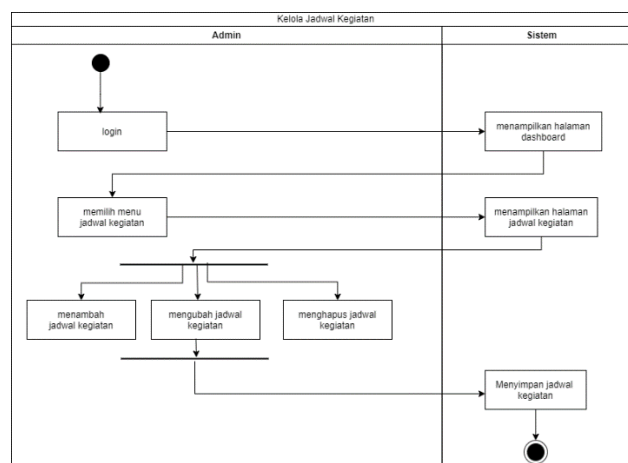 Kelola Jadwal Kegiatan
Admin
Sistem
login
menampilkan halaman
dashboard
memilih menu
jadwal kegiatan
menampilkan halaman
jadwal kegiatan
menambah
jadwal kegiatan
mengubah jadwal
kegiatan
menghapus jadwal
kegiatan
Menyimpan jadwal
kegiatan